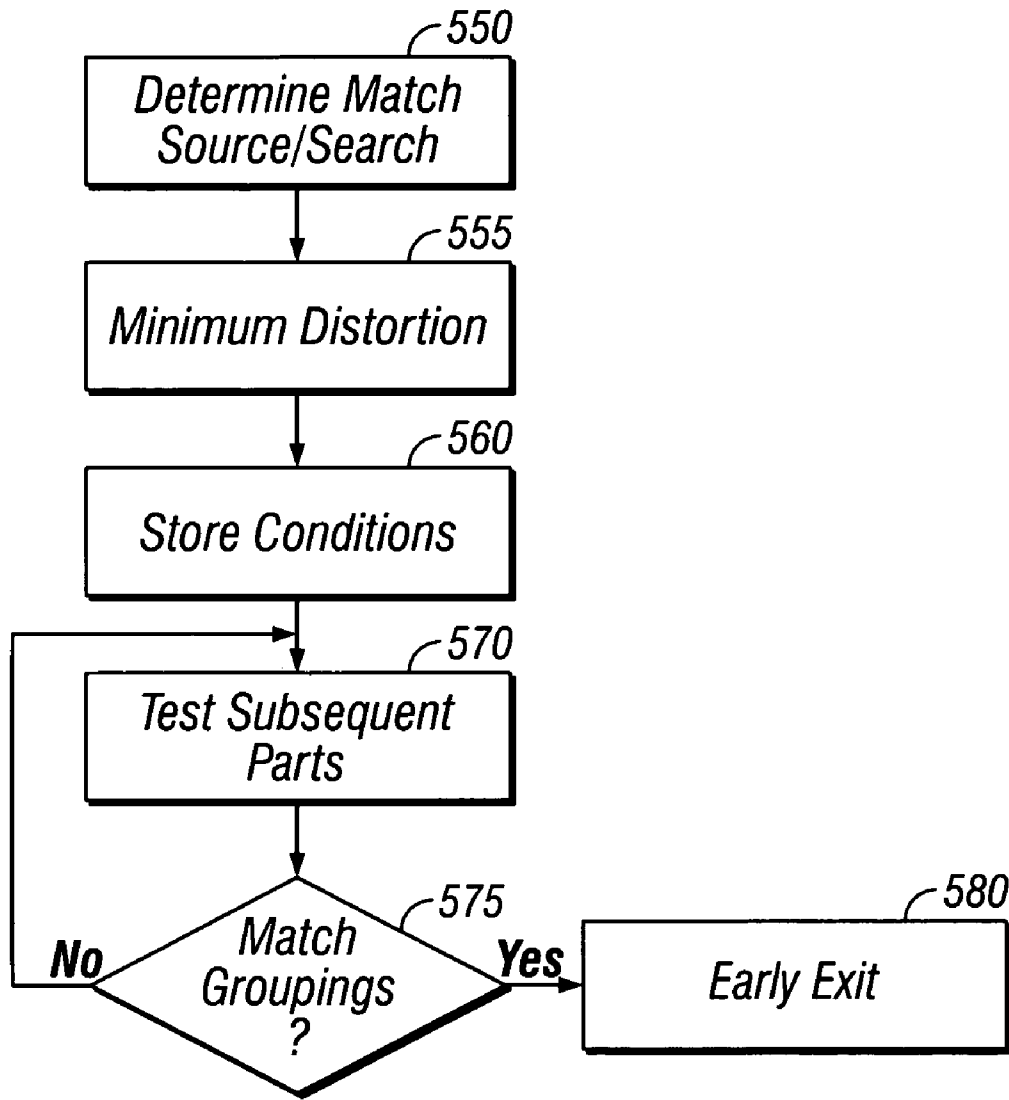 550
Determine Match
Source/Search
555
Minimum Distortion
560
Store Conditions
570
Test Subsequent
Parts
575
Match
Groupings
?
No
Yes
580
Early Exit